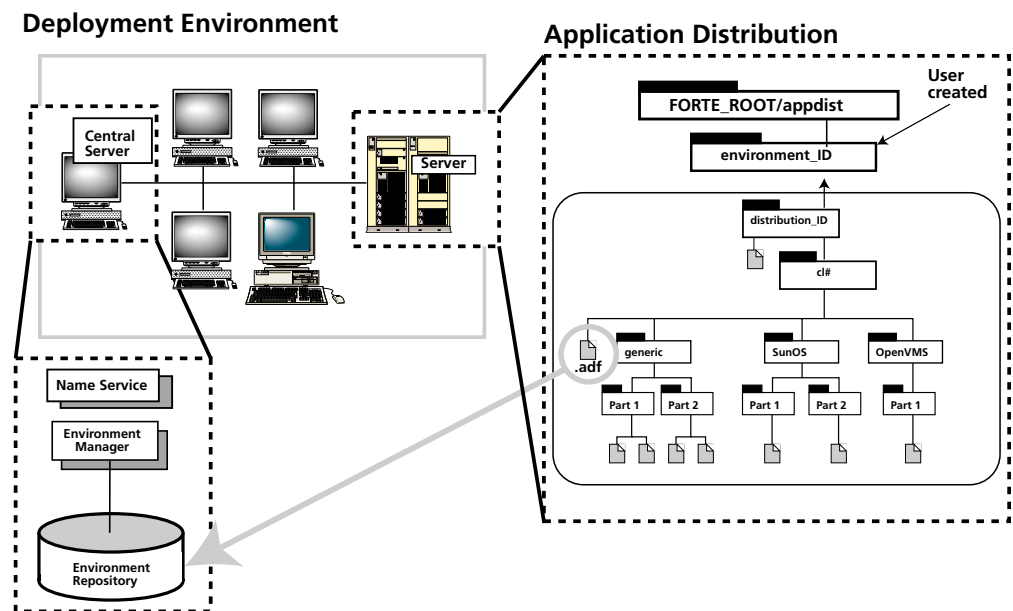 Deployment Environment
Application Distribution
Central
Server
Server
Name Service
Environment
Manager
Environment
Repository
User
created
FORTE_ROOT/appdist
environment_ID
distribution_ID
cl#
.adf
generic
SunOS
OpenVMS
Part 1
Part 2
Part 1
Part 2
Part 1